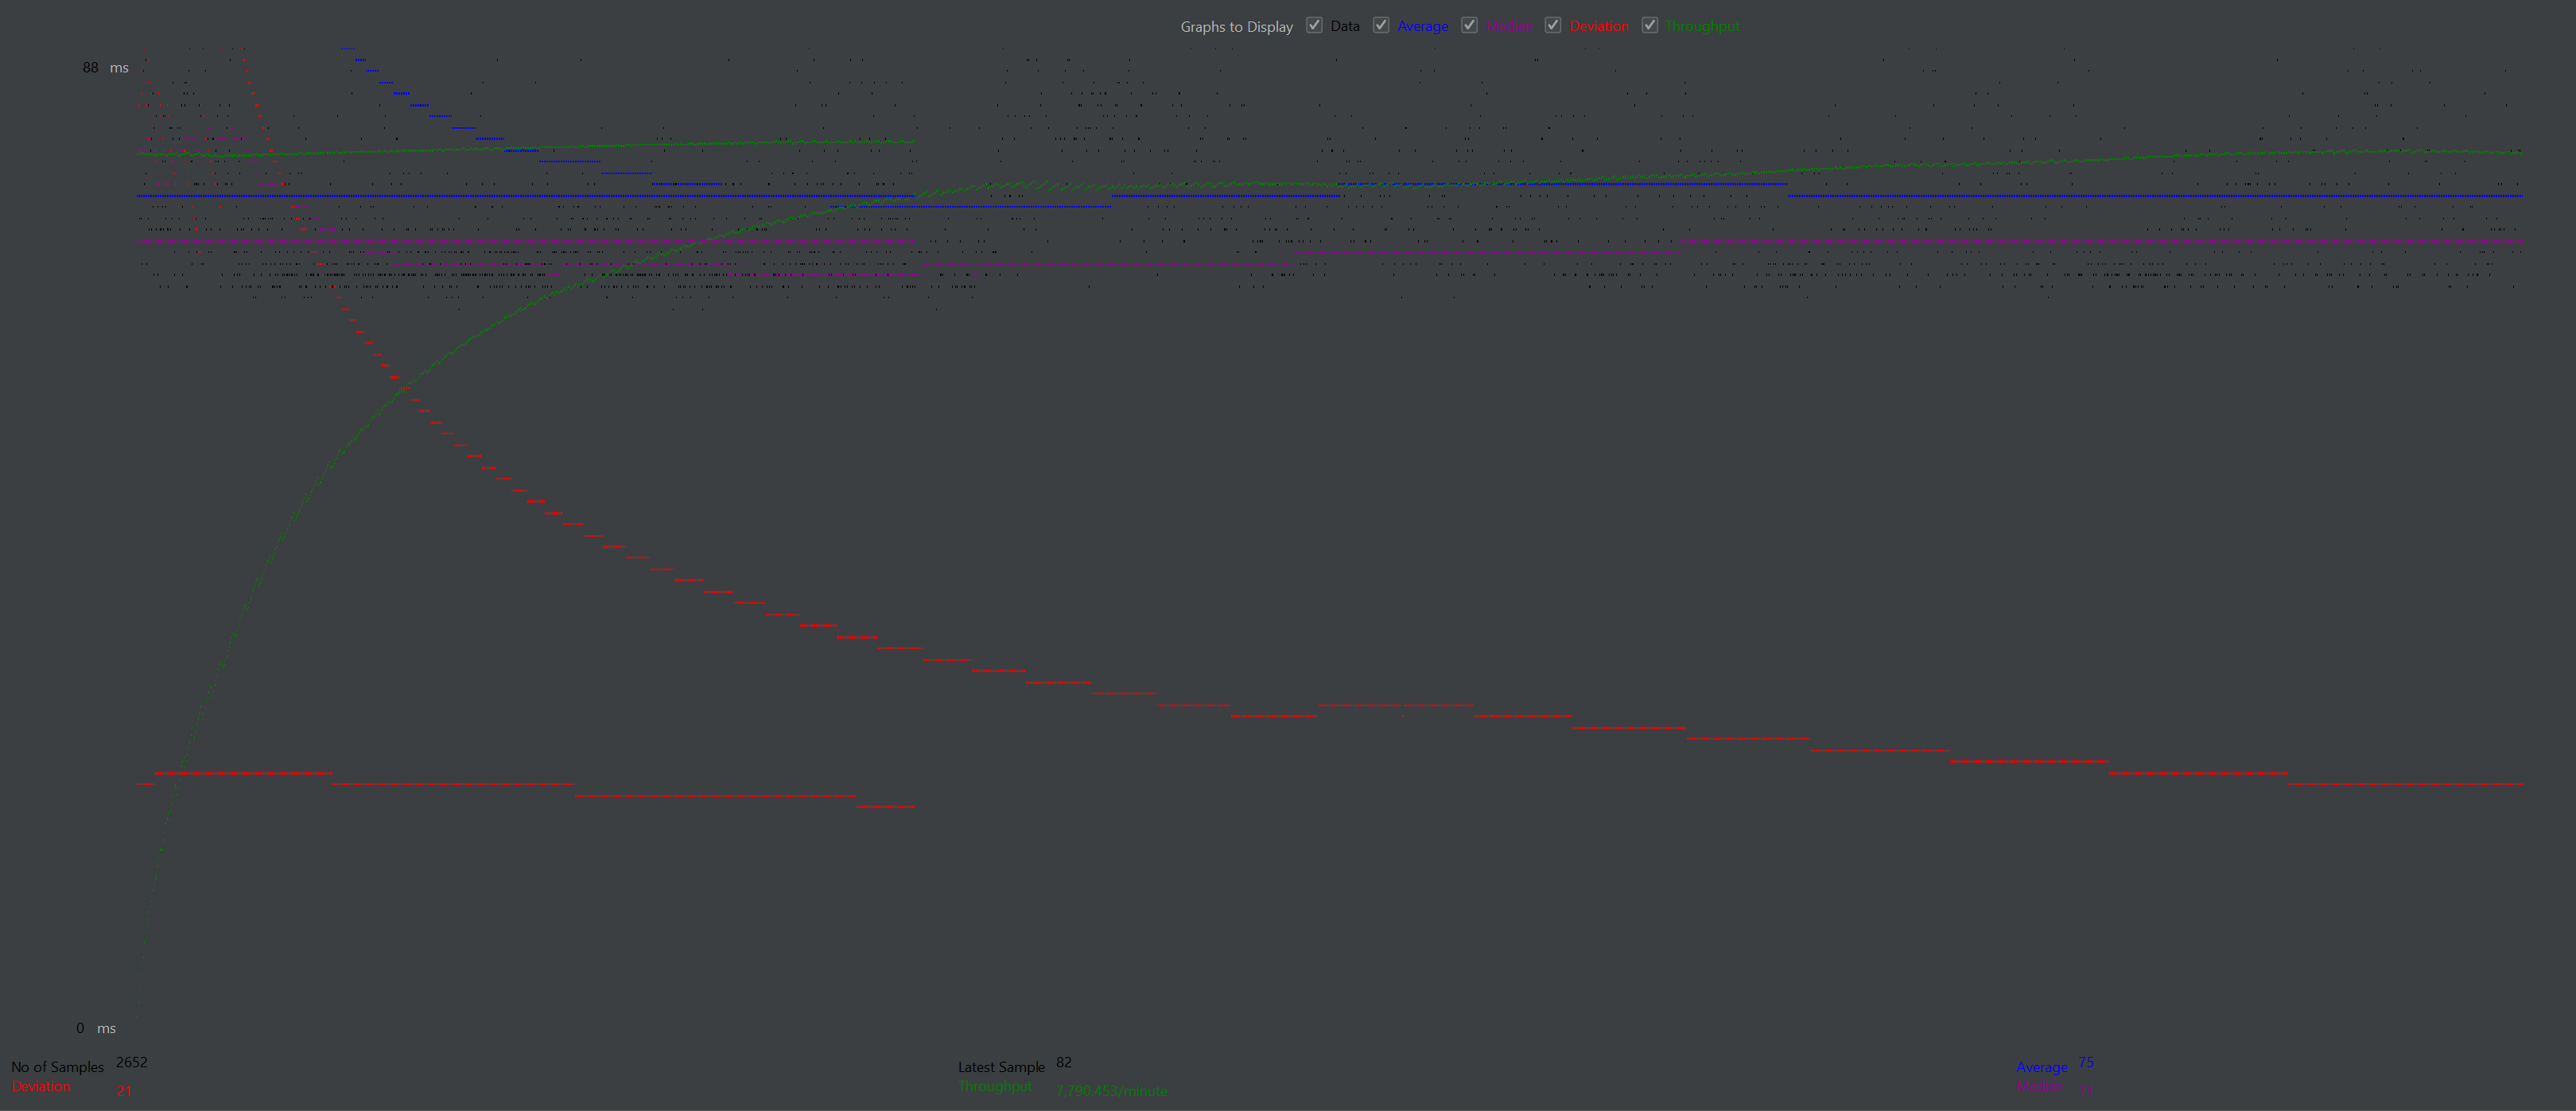 Graphs to Display Data Average Median Deviation Throughput
88 ms
0 ms
No of Samples 2652 Latest Sample 82 Average 75
Deviation 21 Throughput 7,790.453/minute Median